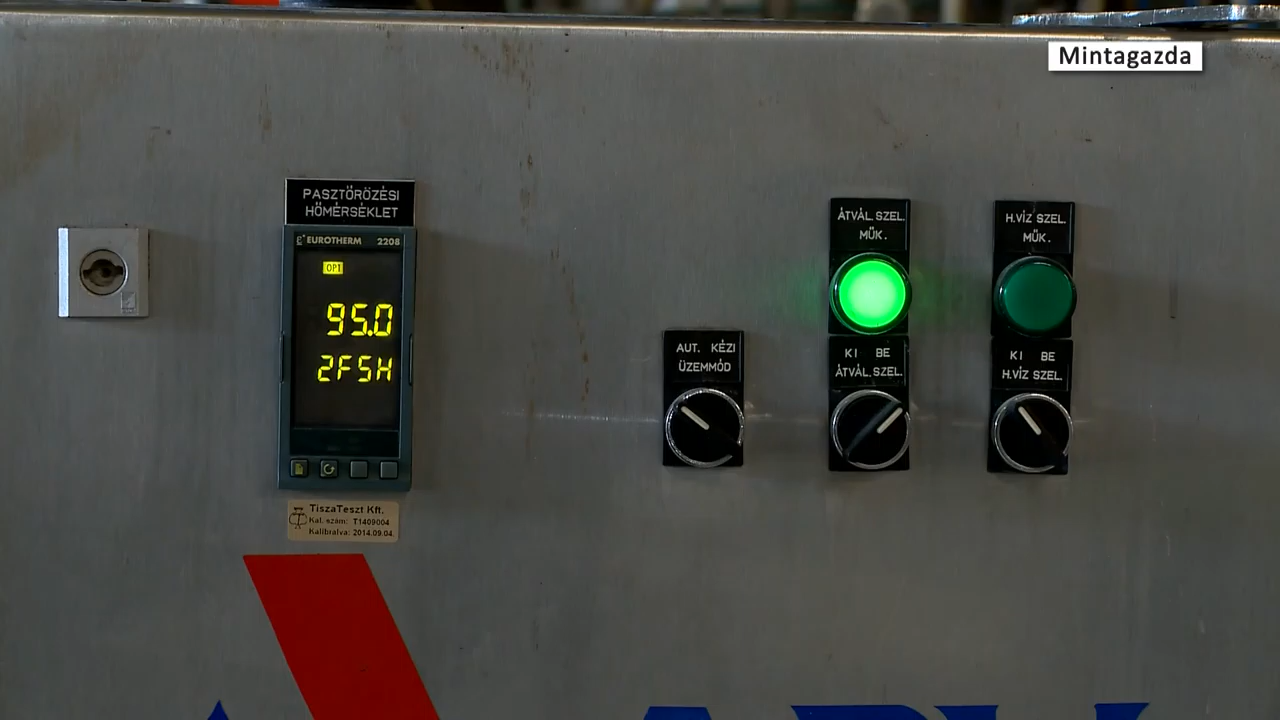 Mintagazda
PASZTŐRÖZÉSI
HŐMÉRSÉKLET
EUROTHERM 2208
OP1
95.0
2FSH
TiszaTeszt Kft.
Kal. szám: T1409004
Kalibrálva: 2014.09.04.
AUT. KÉZI
ÜZEMMÓD
ÁTVÁL.SZEL.
MŰK.
KI BE
ÁTVÁL.SZEL.
H.VÍZ SZEL.
MŰK.
KI BE
H.VÍZ SZEL.